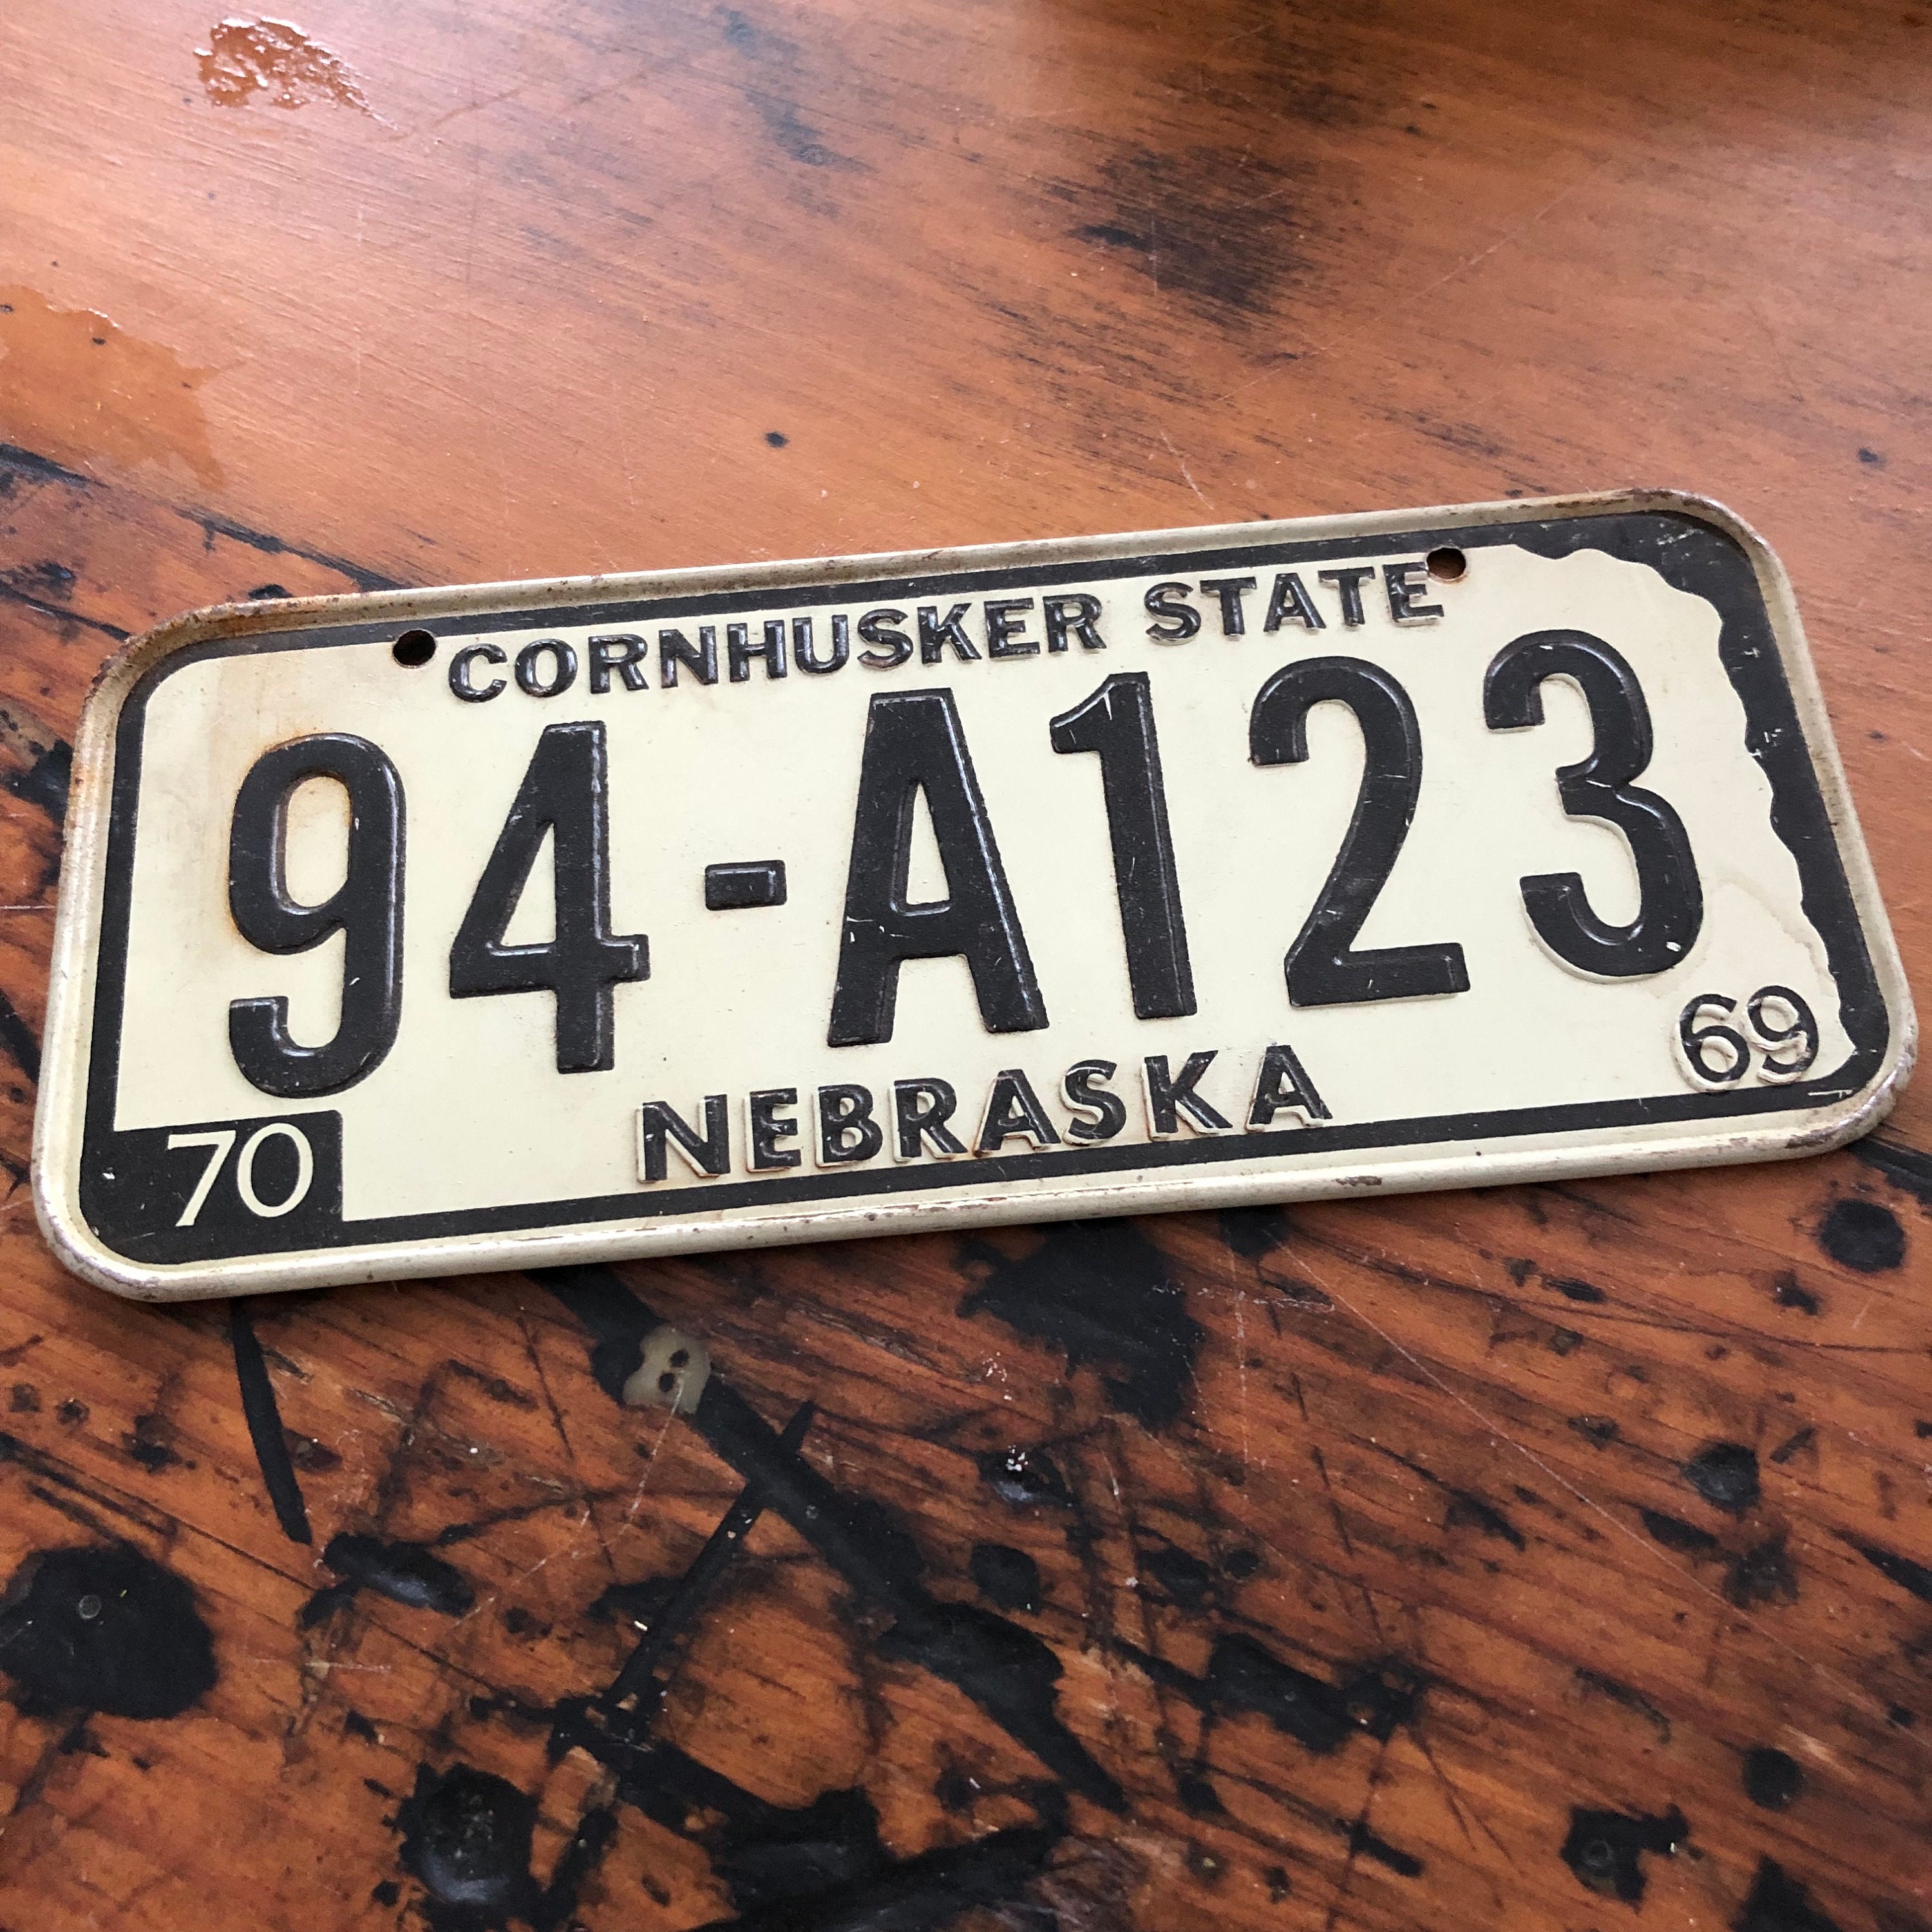 CORNHUSKER STATE
94-A123
69
NEBRASKA
70